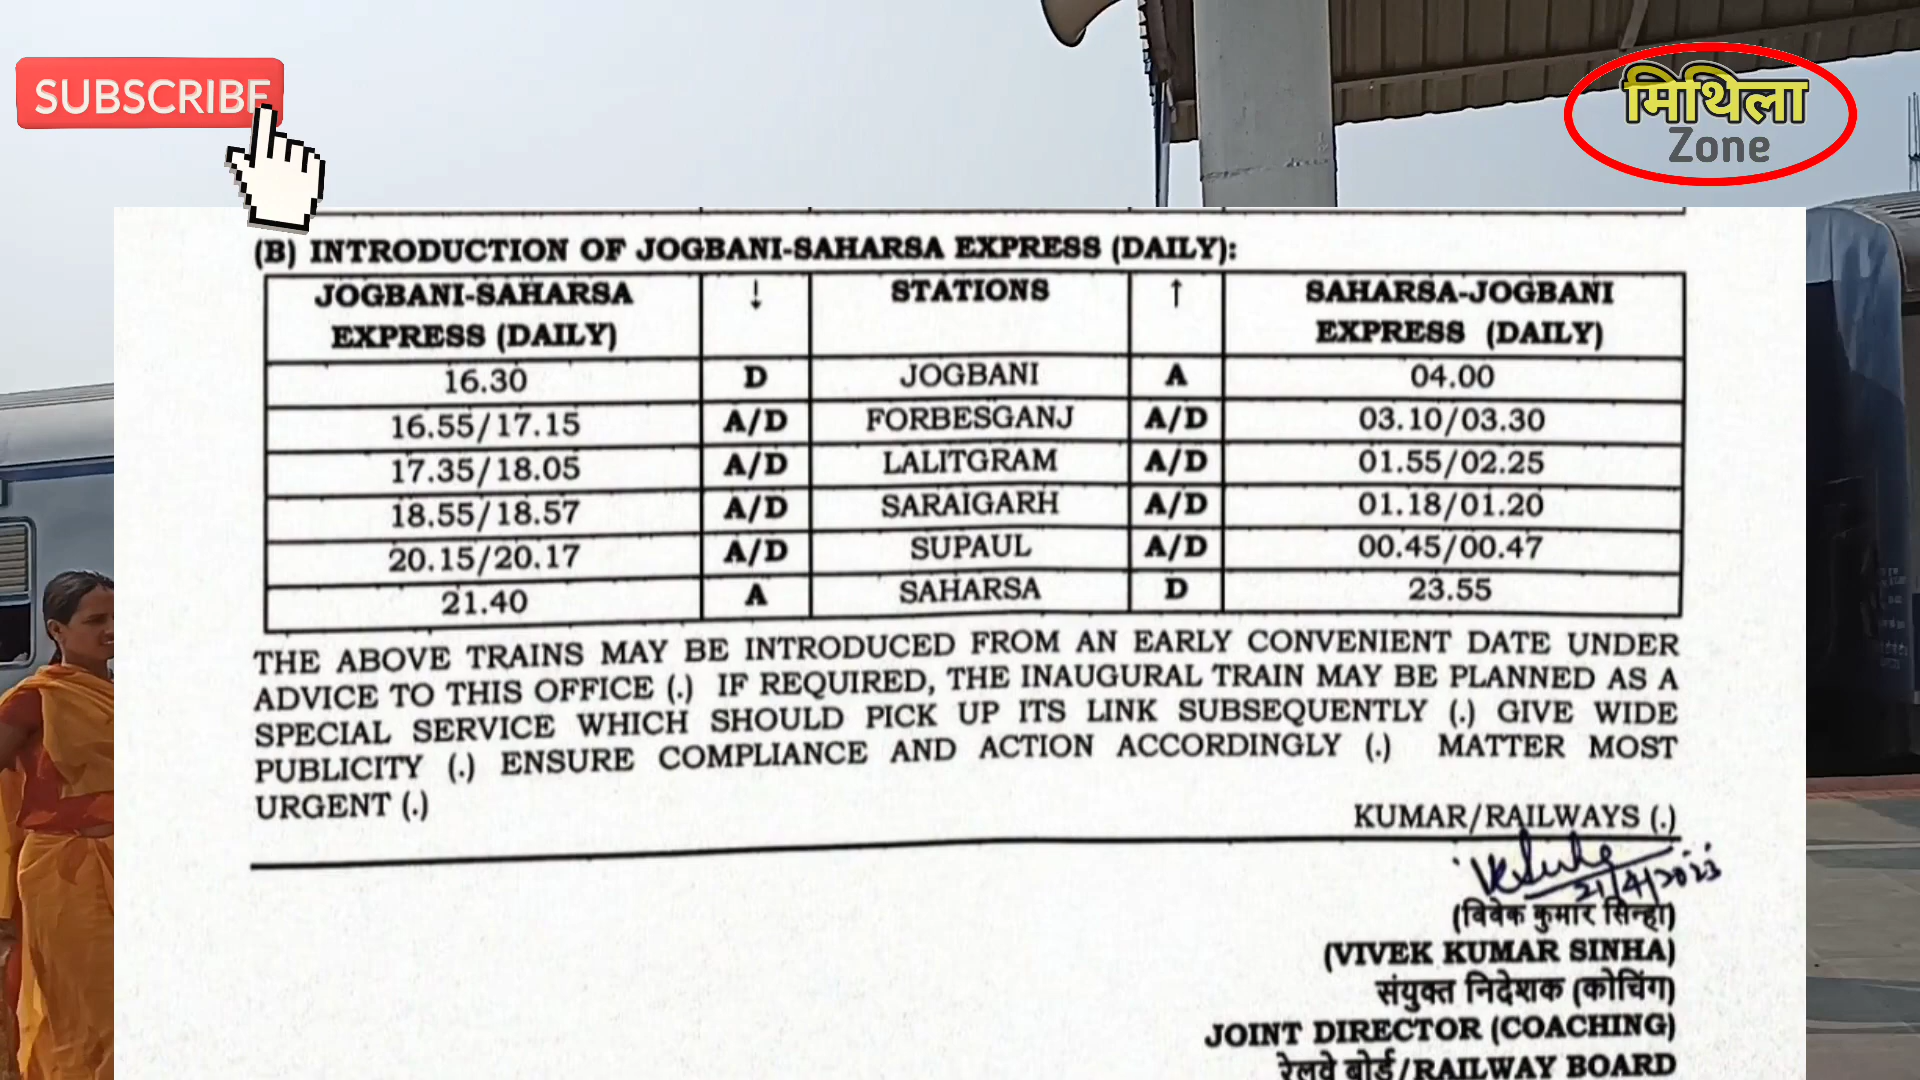 SUBSCRIBE
मिथिला
Zone
(B) INTRODUCTION OF JOGBANI-SAHARSA EXPRESS (DAILY):
JOGBANI-SAHARSA EXPRESS (DAILY) ↓ STATIONS ↑ SAHARSA-JOGBANI EXPRESS (DAILY)
16.30 D JOGBANI A 04.00
16.55/17.15 A/D FORBESGANJ A/D 03.10/03.30
17.35/18.05 A/D LALITGRAM A/D 01.55/02.25
18.55/18.57 A/D SARAIGARH A/D 01.18/01.20
20.15/20.17 A/D SUPAUL A/D 00.45/00.47
21.40 A SAHARSA D 23.55
THE ABOVE TRAINS MAY BE INTRODUCED FROM AN EARLY CONVENIENT DATE UNDER
ADVICE TO THIS OFFICE (.) IF REQUIRED, THE INAUGURAL TRAIN MAY BE PLANNED AS A
SPECIAL SERVICE WHICH SHOULD PICK UP ITS LINK SUBSEQUENTLY (.) GIVE WIDE
PUBLICITY (.) ENSURE COMPLIANCE AND ACTION ACCORDINGLY (.) MATTER MOST
URGENT (.)
KUMAR/RAILWAYS (.)
21/4/2023
(विवेक कुमार सिन्हा)
(VIVEK KUMAR SINHA)
संयुक्त निदेशक (कोचिंग)
JOINT DIRECTOR (COACHING)
रेलवे बोर्ड/RAILWAY BOARD